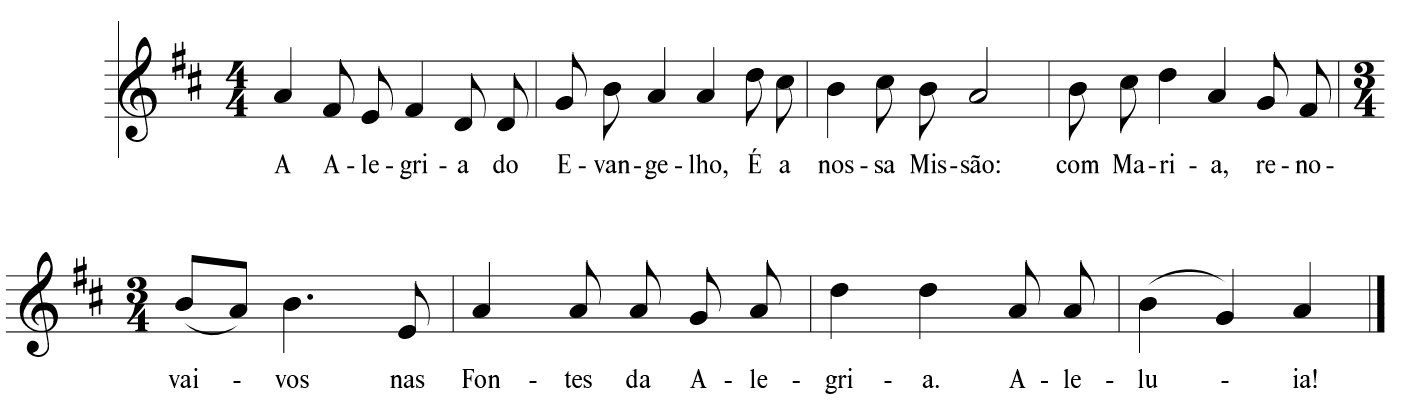 A A - le - gri - a do E - van - ge - lho, É a nos - sa Mis - são: com Ma - ri - a, re - no -
vai - vos nas Fon - tes da A - le - gri - a. A - le - lu - ia!